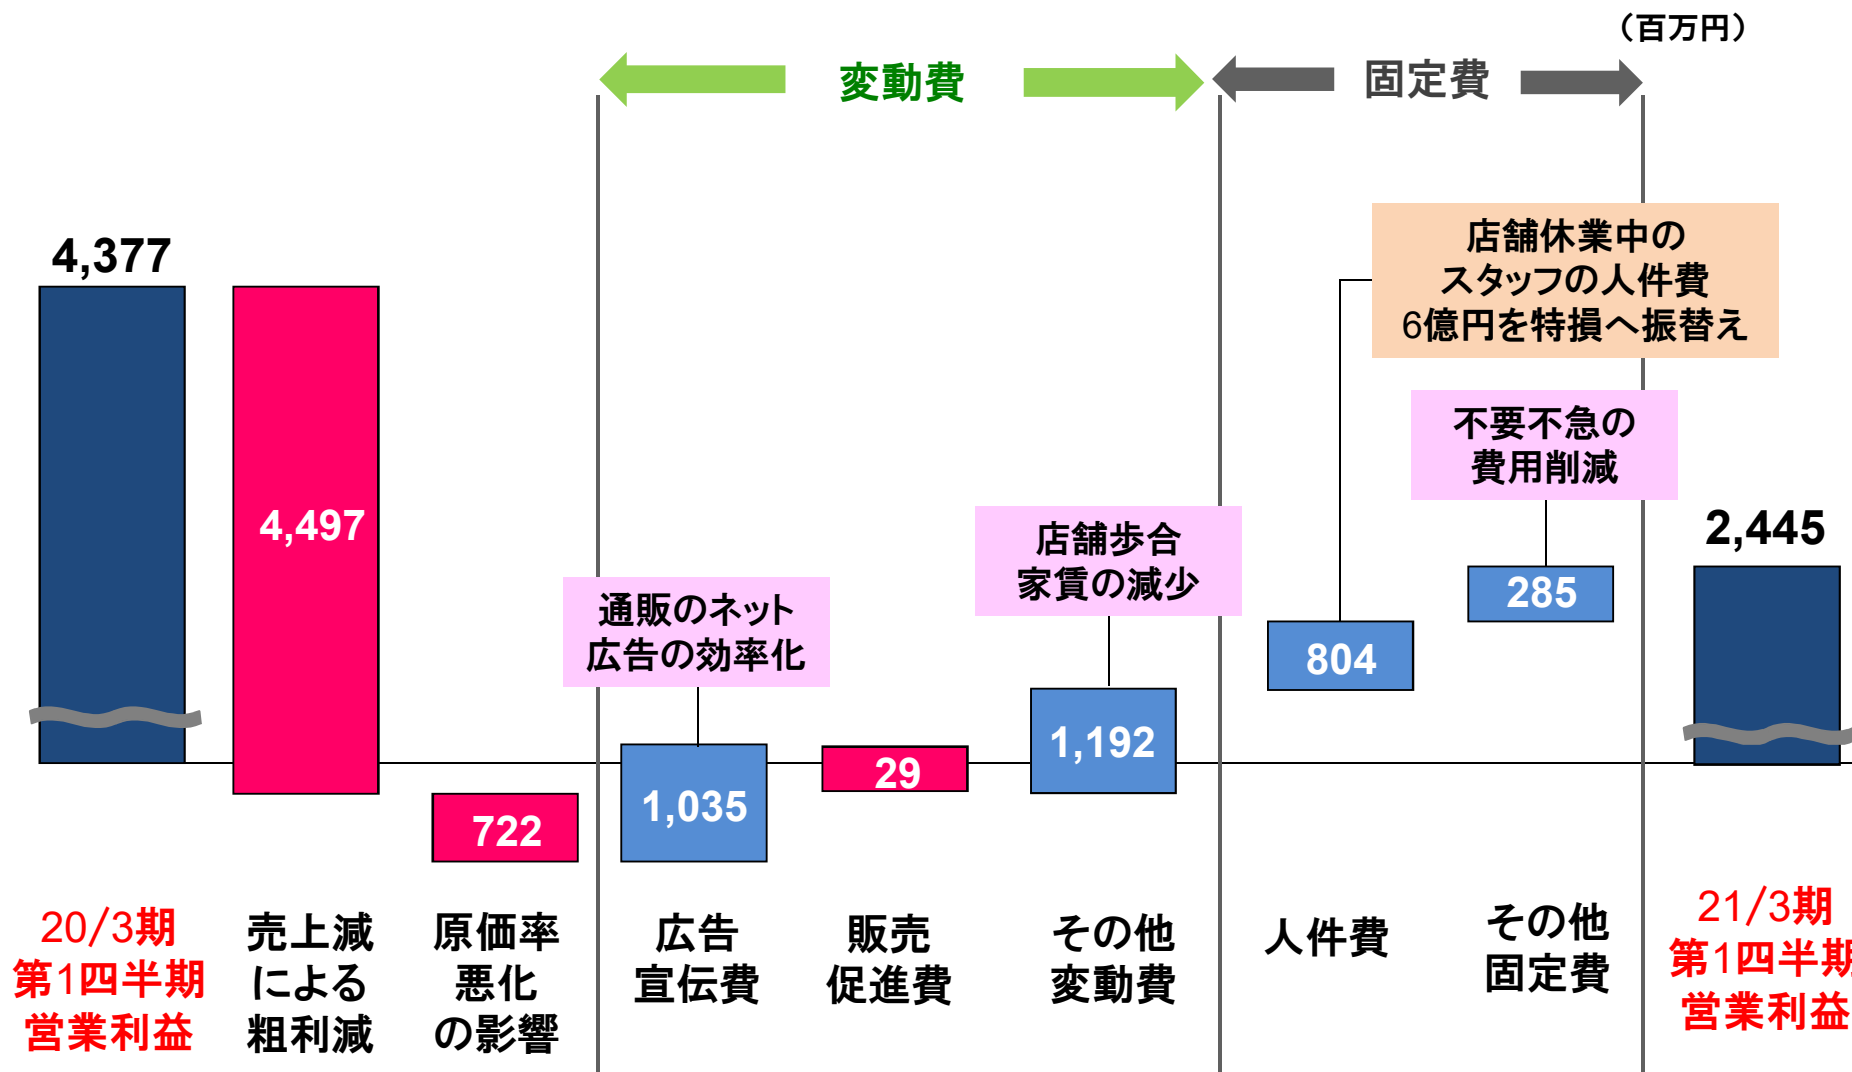 （百万円）
変動費
固定費
店舗休業中の
スタッフの人件費
6億円を特損へ振替え
4,377
不要不急の
費用削減
4,497
店舗歩合
家賃の減少
2,445
通販のネット
広告の効率化
285
804
1,192
29
1,035
722
20/3期
第1四半期
営業利益
売上減
による
粗利減
原価率
悪化
の影響
広告
宣伝費
販売
促進費
その他
変動費
人件費
その他
固定費
21/3期
第1四半期
営業利益